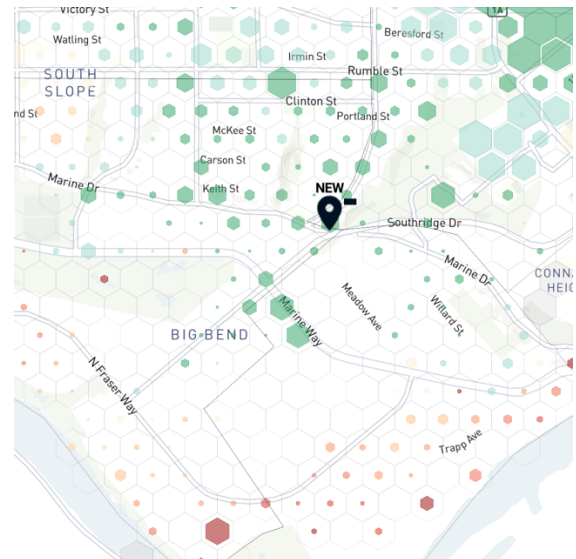 Victory St
1A
Watling St
Beresford St
Irmin St
SOUTH
SLOPE
Rumble St
Clinton St
nd St
Portland St
McKee St
Carson St
Marine Dr
Keith St
NEW
Southridge Dr
Marine Dr
CONNA
HEIG
Meadow Ave
Willard St
Marine Way
BIG BEND
N Fraser Way
Trapp Ave